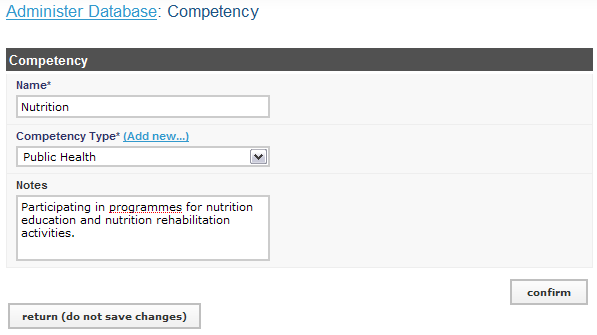 Administer Database: Competency
Competency
Name*
Nutrition
Competency Type* (Add new...)
Public Health
Notes
Participating in programmes for nutrition
education and nutrition rehabilitation
activities.
confirm
return (do not save changes)